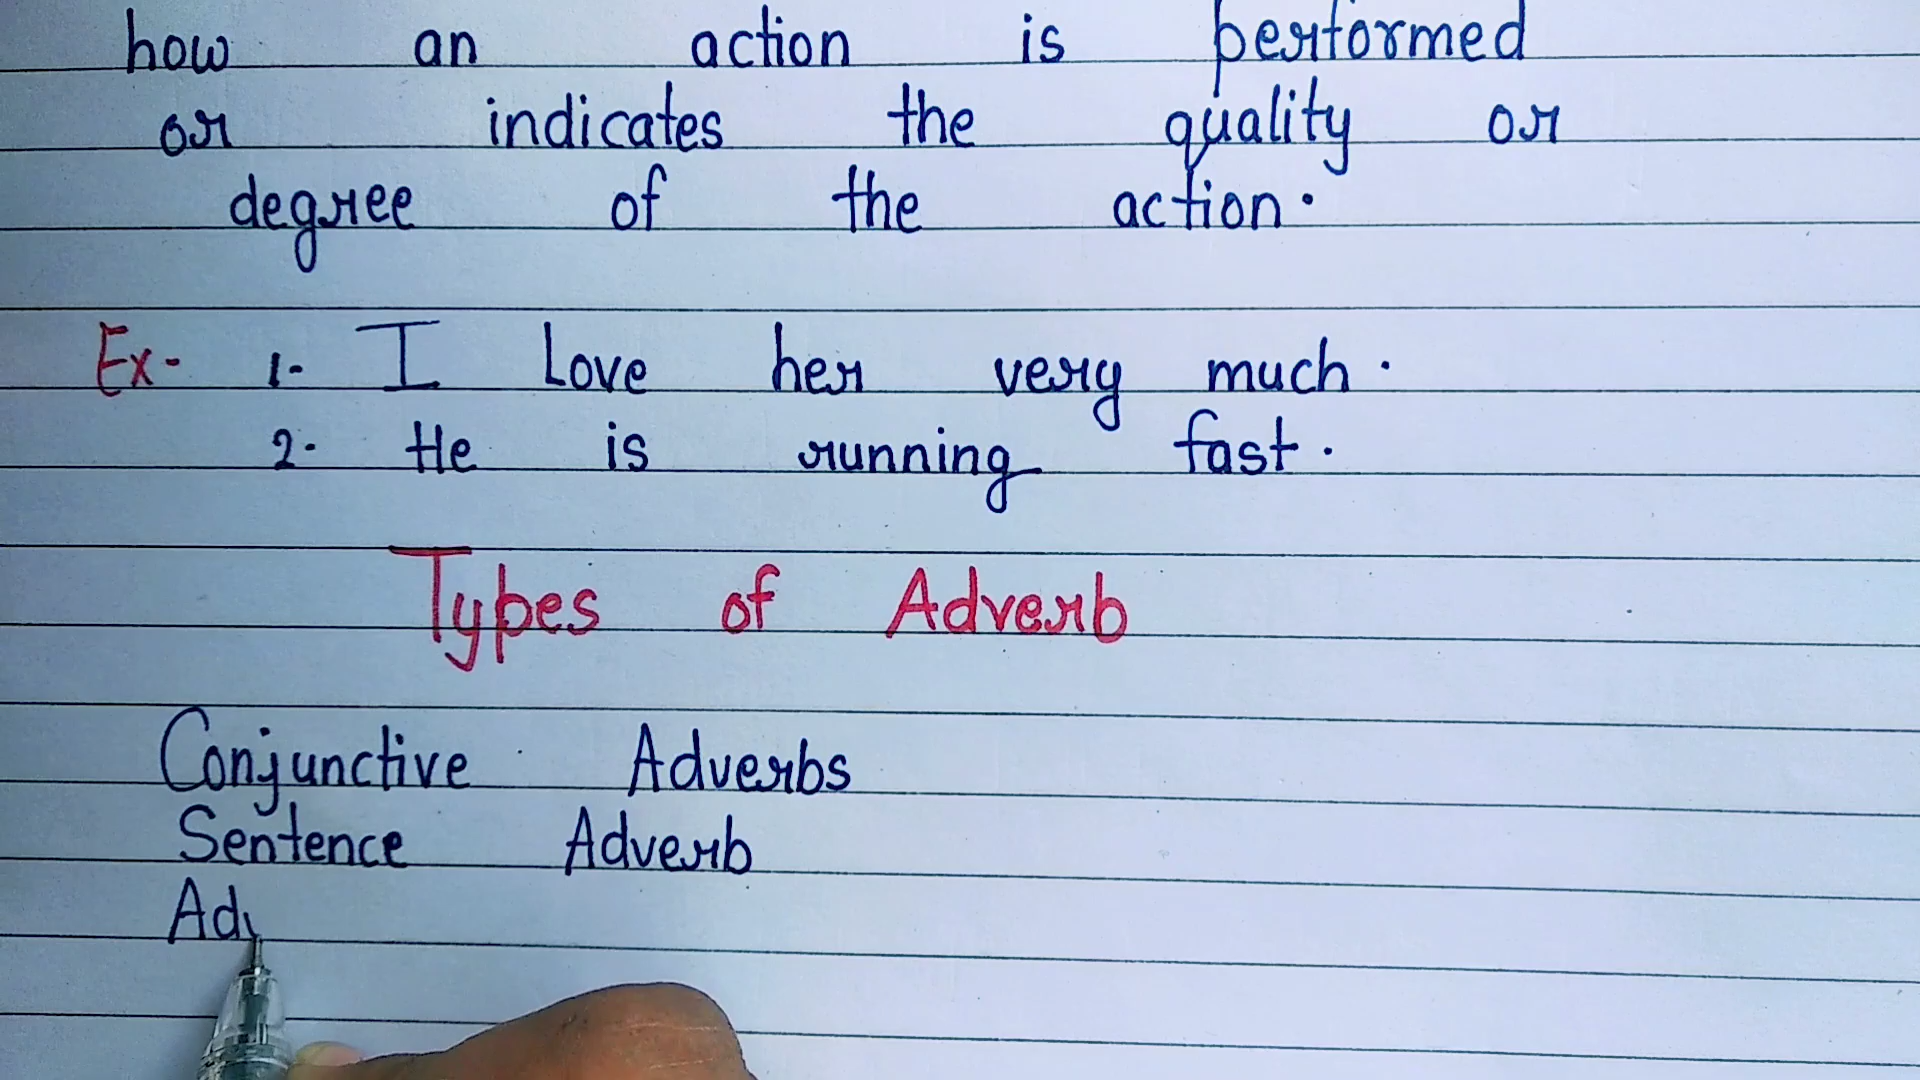 how an action is performed
or indicates the quality or
degree of the action.
Ex- 1- I Love her very much.
2- He is running fast.
Types of Adverb
Conjunctive Adverbs
Sentence Adverb
Adv